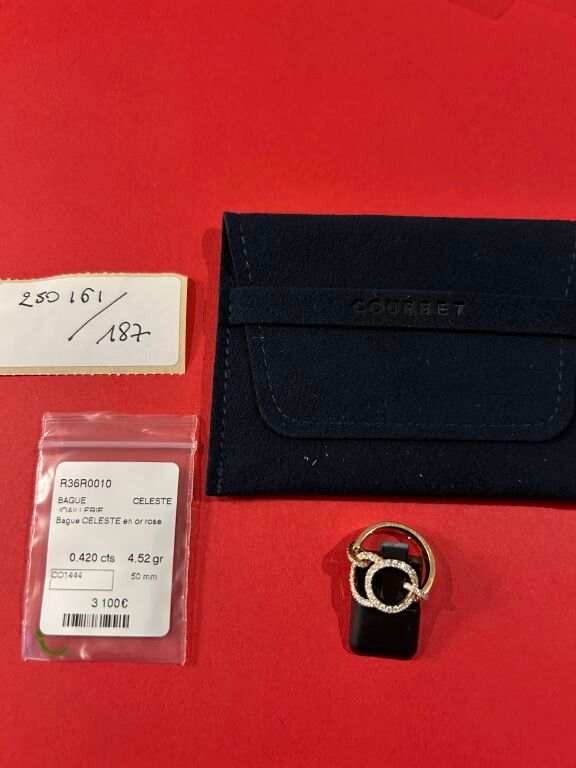 250 161/
/187
COURBET
R36R0010
BAGUE CELESTE
JOAILLERIE
Bague CELESTE en or rose
0,420 cts 4.52 gr
CO1444 50 mm
3 100€